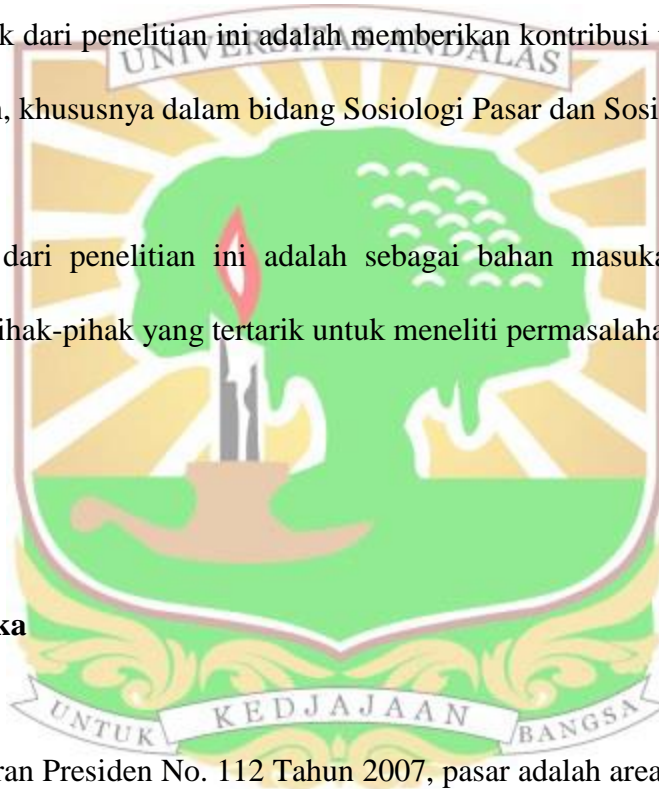 k dari penelitian ini adalah memberikan kontribusi
UNIVERSITAS ANDALAS
, khususnya dalam bidang Sosiologi Pasar dan Sosi
dari penelitian ini adalah sebagai bahan masuka
ihak-pihak yang tertarik untuk meneliti permasalaha
ka
UNTUK KEDJAJAAN BANGSA
ran Presiden No. 112 Tahun 2007, pasar adalah area